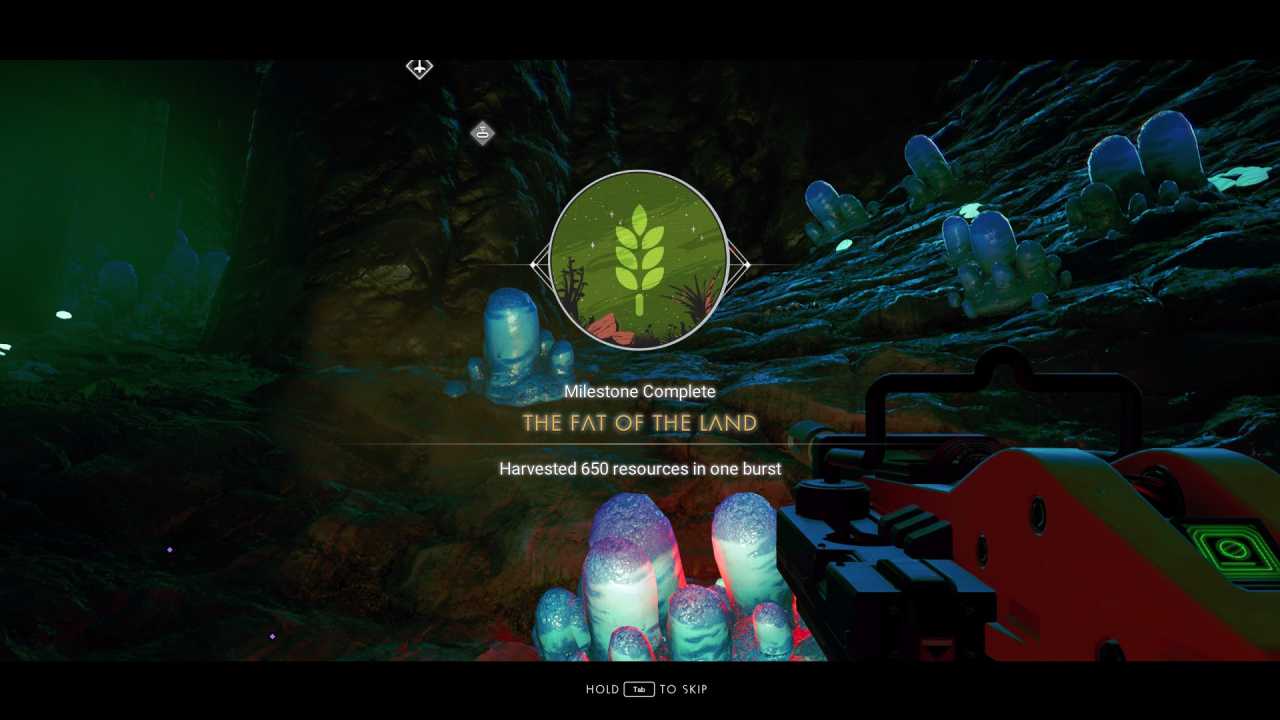 Milestone Complete
THE FAT OF THE LAND
Harvested 650 resources in one burst
HOLD Tab TO SKIP